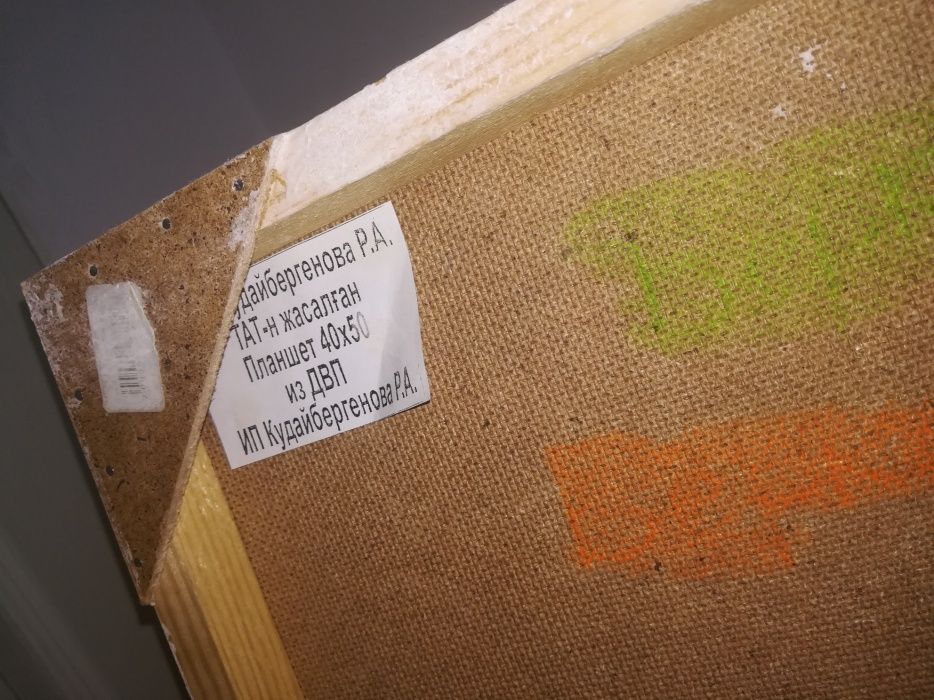 удайбергенова Р.А.
ТАТ-н жасалған
Планшет 40х50
из ДВП
ИП Кудайбергенова Р.А.